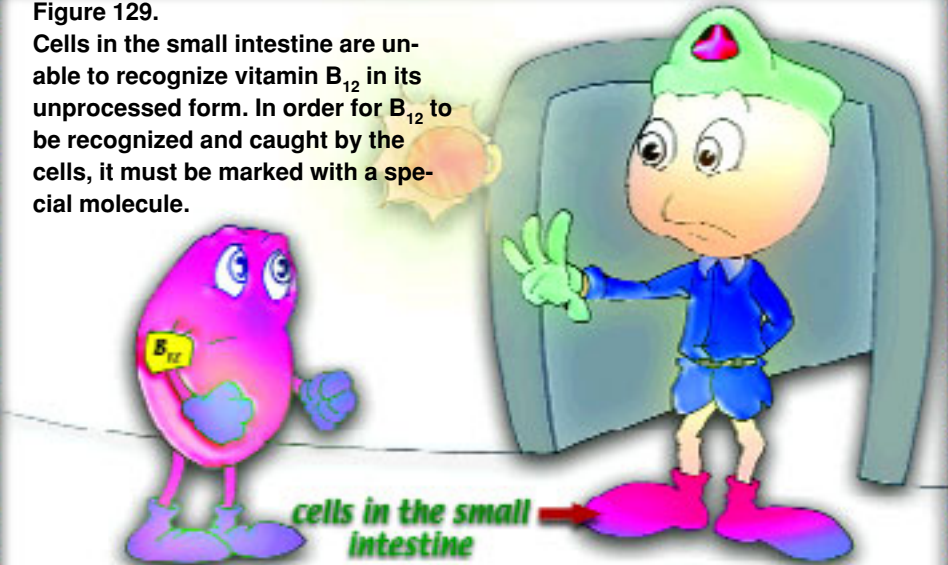 Figure 129.
Cells in the small intestine are un-
able to recognize vitamin B12 in its
unprocessed form. In order for B12 to
be recognized and caught by the
cells, it must be marked with a spe-
cial molecule.
B12
cells in the small
intestine